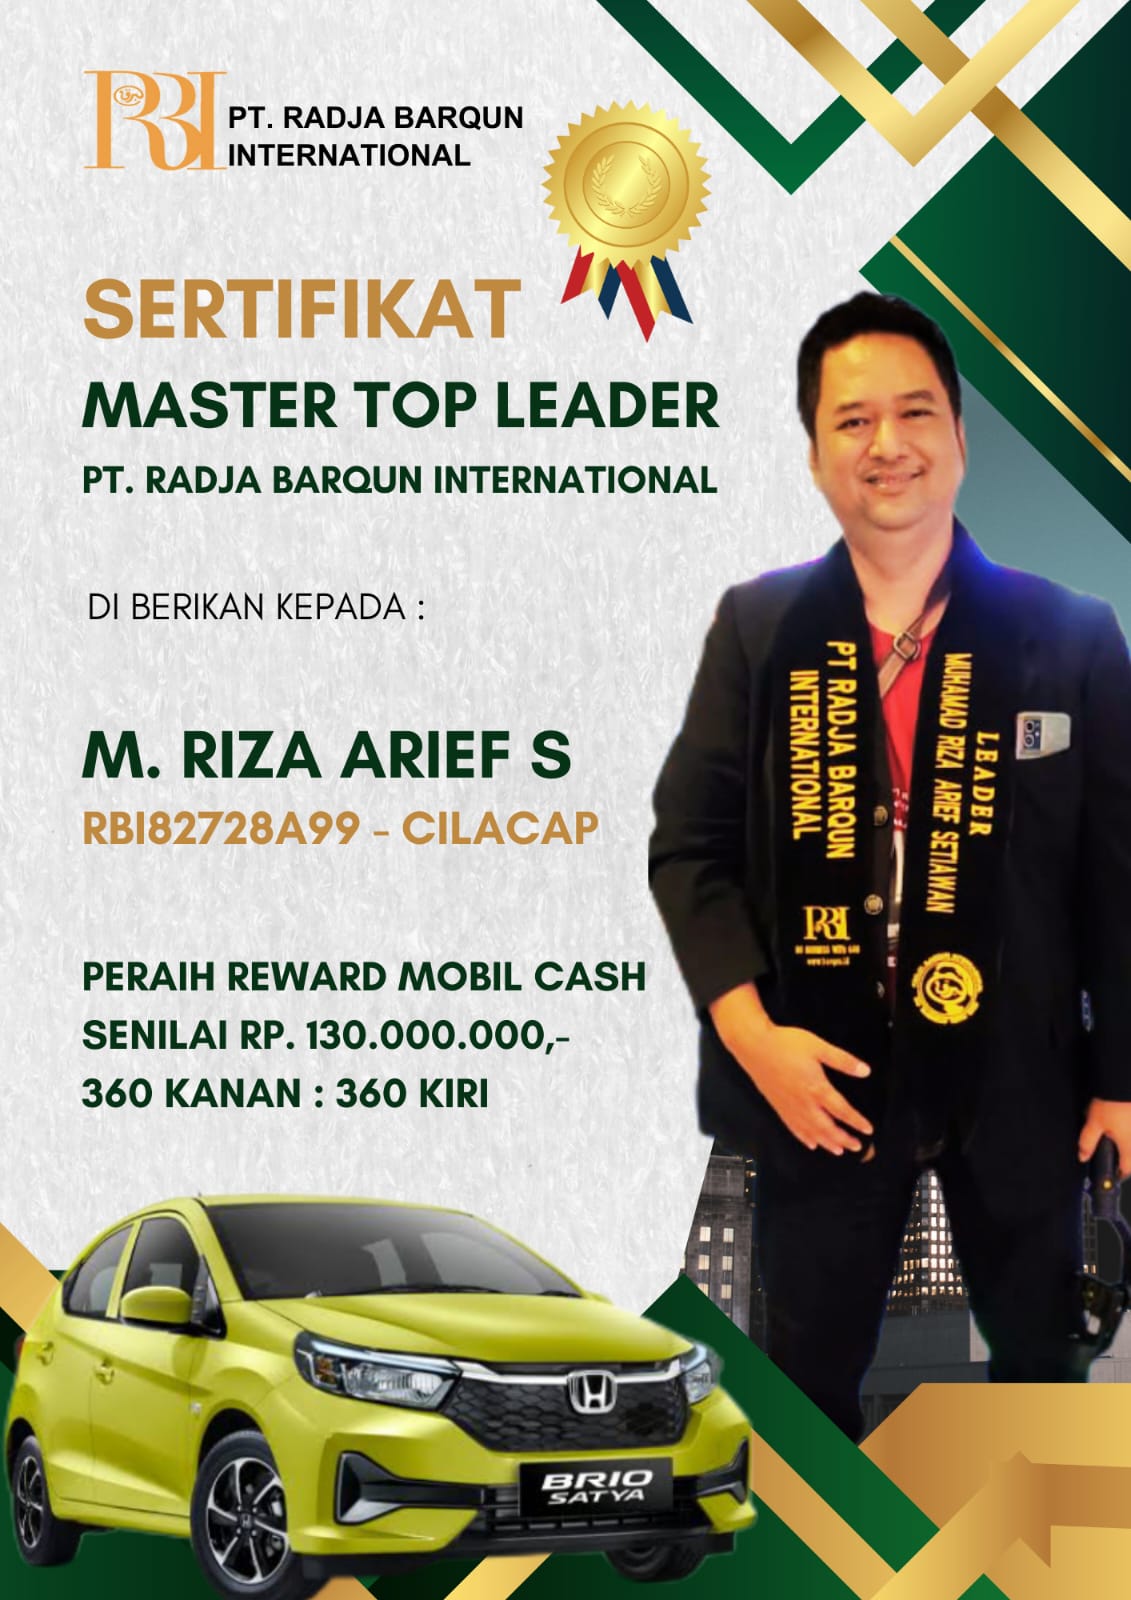 RBI
PT. RADJA BARQUN
INTERNATIONAL
SERTIFIKAT
MASTER TOP LEADER
PT. RADJA BARQUN INTERNATIONAL
DI BERIKAN KEPADA :
M. RIZA ARIEF S
RBI82728A99 - CILACAP
PERAIH REWARD MOBIL CASH
SENILAI RP. 130.000.000,-
360 KANAN : 360 KIRI
PT RADJA BARQUN
INTERNATIONAL
RBI
LEADER
MUHAMAD RIZA ARIEF SETIAWAN
BRIO
SATYA